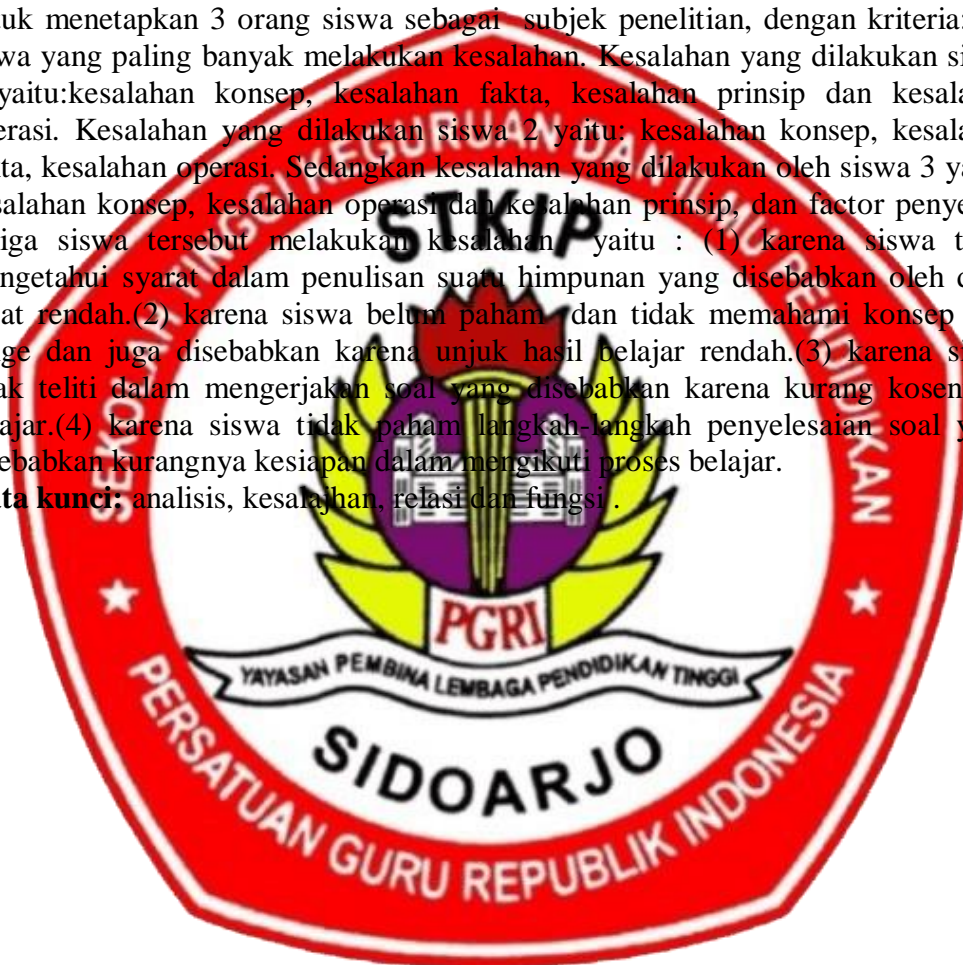 tuk menetapkan 3 orang siswa sebagai subjek penelitian, dengan kriteria:
wa yang paling banyak melakukan kesalahan. Kesalahan yang dilakukan si
yaitu:kesalahan konsep, kesalahan fakta, kesalahan prinsip dan kesala
erasi. Kesalahan yang dilakukan siswa 2 yaitu: kesalahan konsep, kesala
ta, kesalahan operasi. Sedangkan kesalahan yang dilakukan oleh siswa 3 ya
salahan konsep, kesalahan operasi dan kesalahan prinsip, dan factor penye
iga siswa tersebut melakukan kesalahan yaitu : (1) karena siswa t
ngetahui syarat dalam penulisan suatu himpunan yang disebabkan oleh d
at rendah.(2) karena siswa belum paham dan tidak memahami konsep
ge dan juga disebabkan karena unjuk hasil belajar rendah.(3) karena si
ak teliti dalam mengerjakan soal yang disebabkan karena kurang kosen
ajar.(4) karena siswa tidak paham langkah-langkah penyelesaian soal y
ebabkan kurangnya kesiapan dalam mengikuti proses belajar.
ta kunci: analisis, kesalajhan, relasi dan fungsi .
SEKOLAH TINGGI KEGURUAN DAN ILMU PENDIDIKAN
STKIP
PGRI
YAYASAN PEMBINA LEMBAGA PENDIDIKAN TINGGI
SIDOARJO
PERSATUAN GURU REPUBLIK INDONESIA